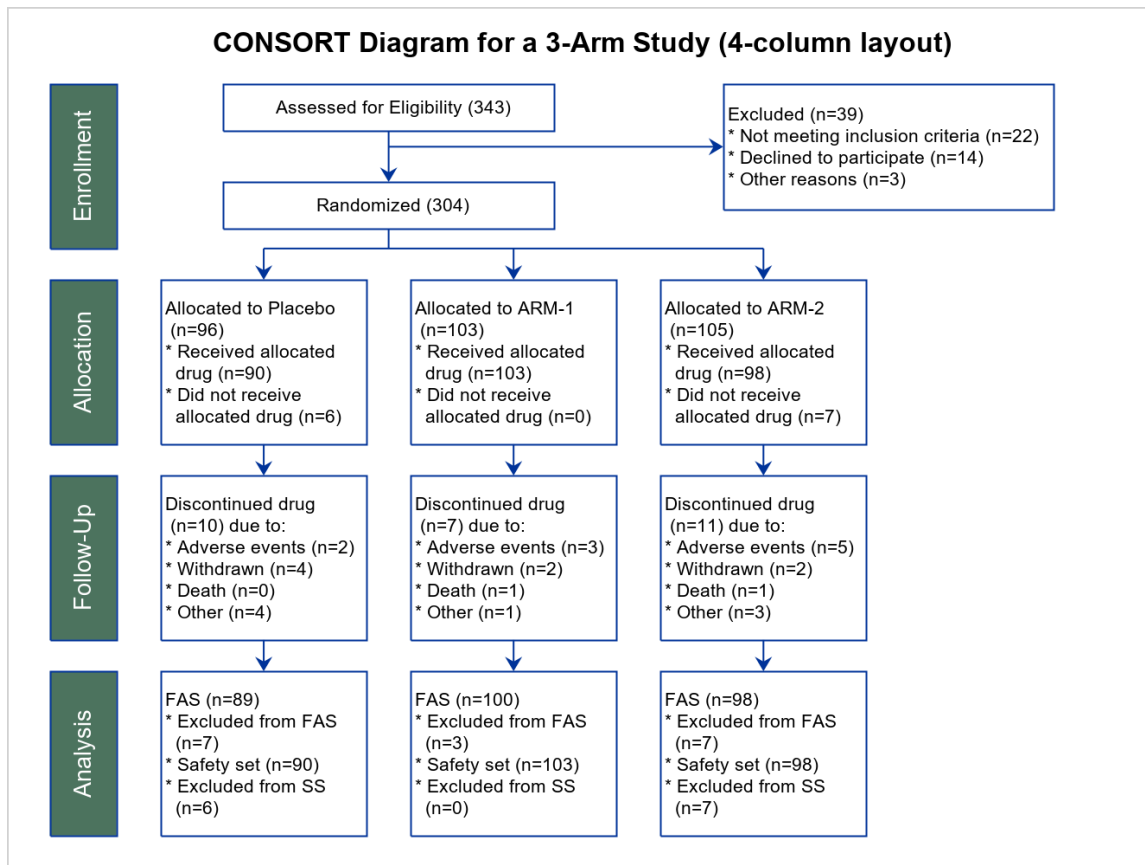 CONSORT Diagram for a 3-Arm Study (4-column layout)
Enrollment
Assessed for Eligibility (343)
Excluded (n=39)
* Not meeting inclusion criteria (n=22)
* Declined to participate (n=14)
* Other reasons (n=3)
Randomized (304)
Allocation
Allocated to Placebo
(n=96)
* Received allocated
drug (n=90)
* Did not receive
allocated drug (n=6)
Allocated to ARM-1
(n=103)
* Received allocated
drug (n=103)
* Did not receive
allocated drug (n=0)
Allocated to ARM-2
(n=105)
* Received allocated
drug (n=98)
* Did not receive
allocated drug (n=7)
Follow-Up
Discontinued drug
(n=10) due to:
* Adverse events (n=2)
* Withdrawn (n=4)
* Death (n=0)
* Other (n=4)
Discontinued drug
(n=7) due to:
* Adverse events (n=3)
* Withdrawn (n=2)
* Death (n=1)
* Other (n=1)
Discontinued drug
(n=11) due to:
* Adverse events (n=5)
* Withdrawn (n=2)
* Death (n=1)
* Other (n=3)
Analysis
FAS (n=89)
* Excluded from FAS
(n=7)
* Safety set (n=90)
* Excluded from SS
(n=6)
FAS (n=100)
* Excluded from FAS
(n=3)
* Safety set (n=103)
* Excluded from SS
(n=0)
FAS (n=98)
* Excluded from FAS
(n=7)
* Safety set (n=98)
* Excluded from SS
(n=7)